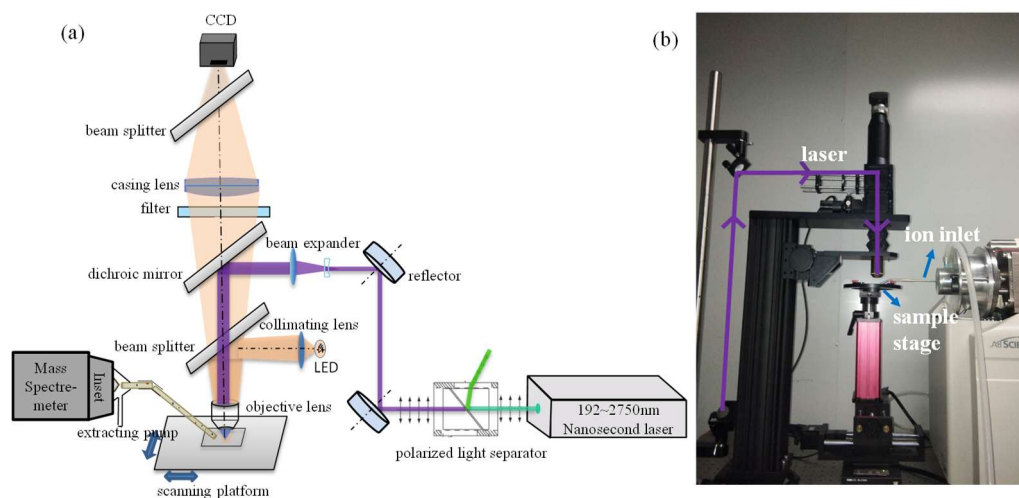 (a)
CCD
beam splitter
casing lens
filter
beam expander
dichroic mirror
reflector
collimating lens
beam splitter
LED
Mass
Spectre-
meter
Inset
objective lens
192~2750nm
Nanosecond laser
extracting pump
polarized light separator
scanning platform
(b)
laser
ion inlet
sample
stage